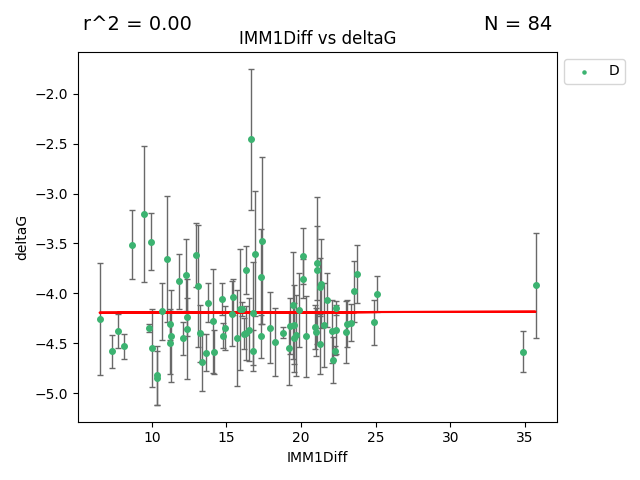 r^2 = 0.00
N = 84
IMM1Diff vs deltaG
D
−2.0
−2.5
−3.0
−3.5
−4.0
−4.5
−5.0
deltaG
10
15
20
25
30
35
IMM1Diff